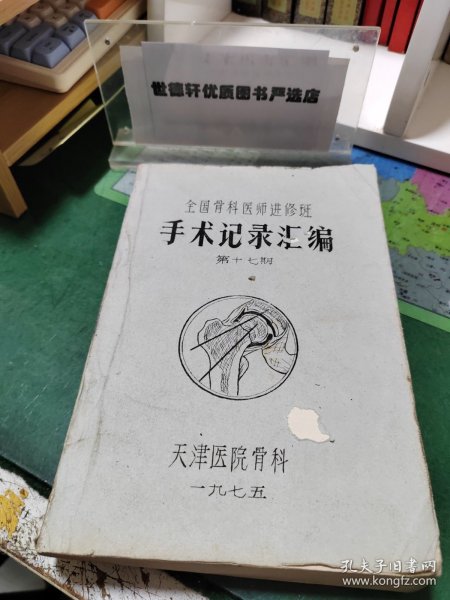 世德轩优质图书严选店
全国骨科医师进修班
手术记录汇编
第十七期
天津医院骨科
一九七五
孔夫子旧书网
www.kongfz.com